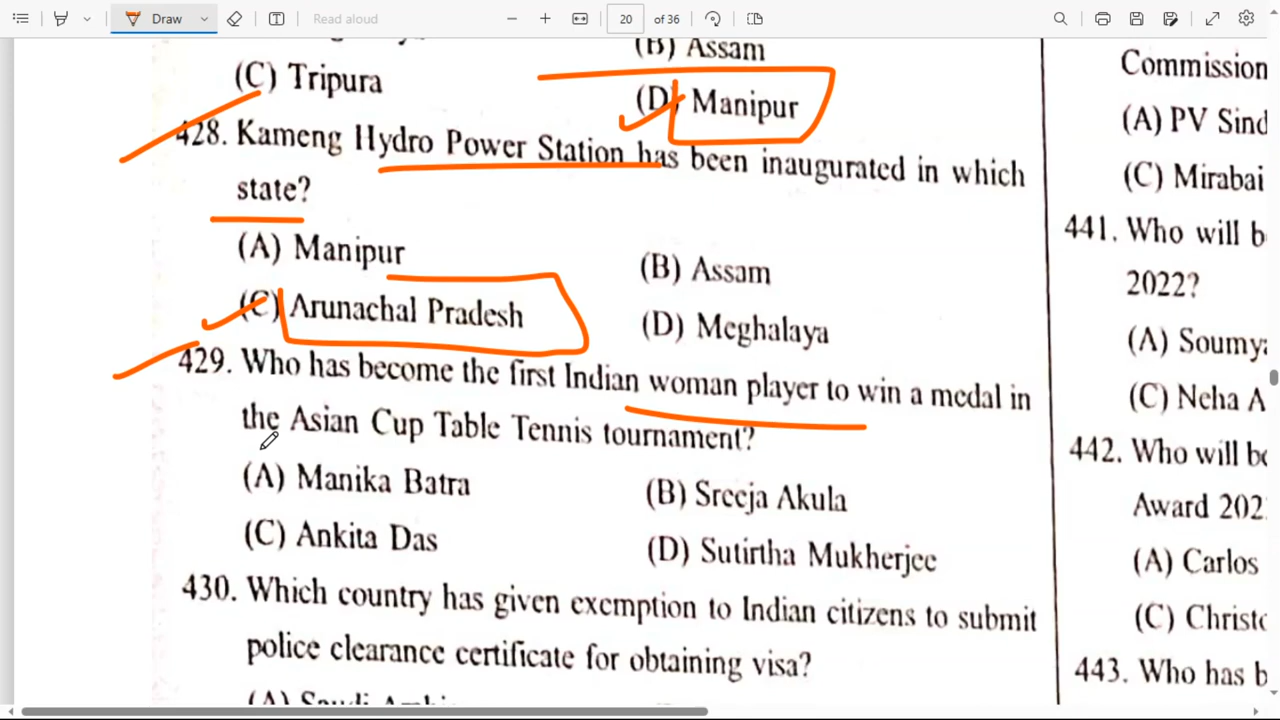 Draw
Read aloud
20 of 36
(B) Assam
(C) Tripura
(D) Manipur
428. Kameng Hydro Power Station has been inaugurated in which
state?
(A) Manipur
(B) Assam
(C) Arunachal Pradesh
(D) Meghalaya
429. Who has become the first Indian woman player to win a medal in
the Asian Cup Table Tennis tournament?
(A) Manika Batra
(B) Sreeja Akula
(C) Ankita Das
(D) Sutirtha Mukherjee
430. Which country has given exemption to Indian citizens to submit
police clearance certificate for obtaining visa?
(A) Saudi
Commission
(A) PV Sind
(C) Mirabai
441. Who will b
2022?
(A) Soumya
(C) Neha A
442. Who will be
Award 202
(A) Carlos
(C) Christo
443. Who has b